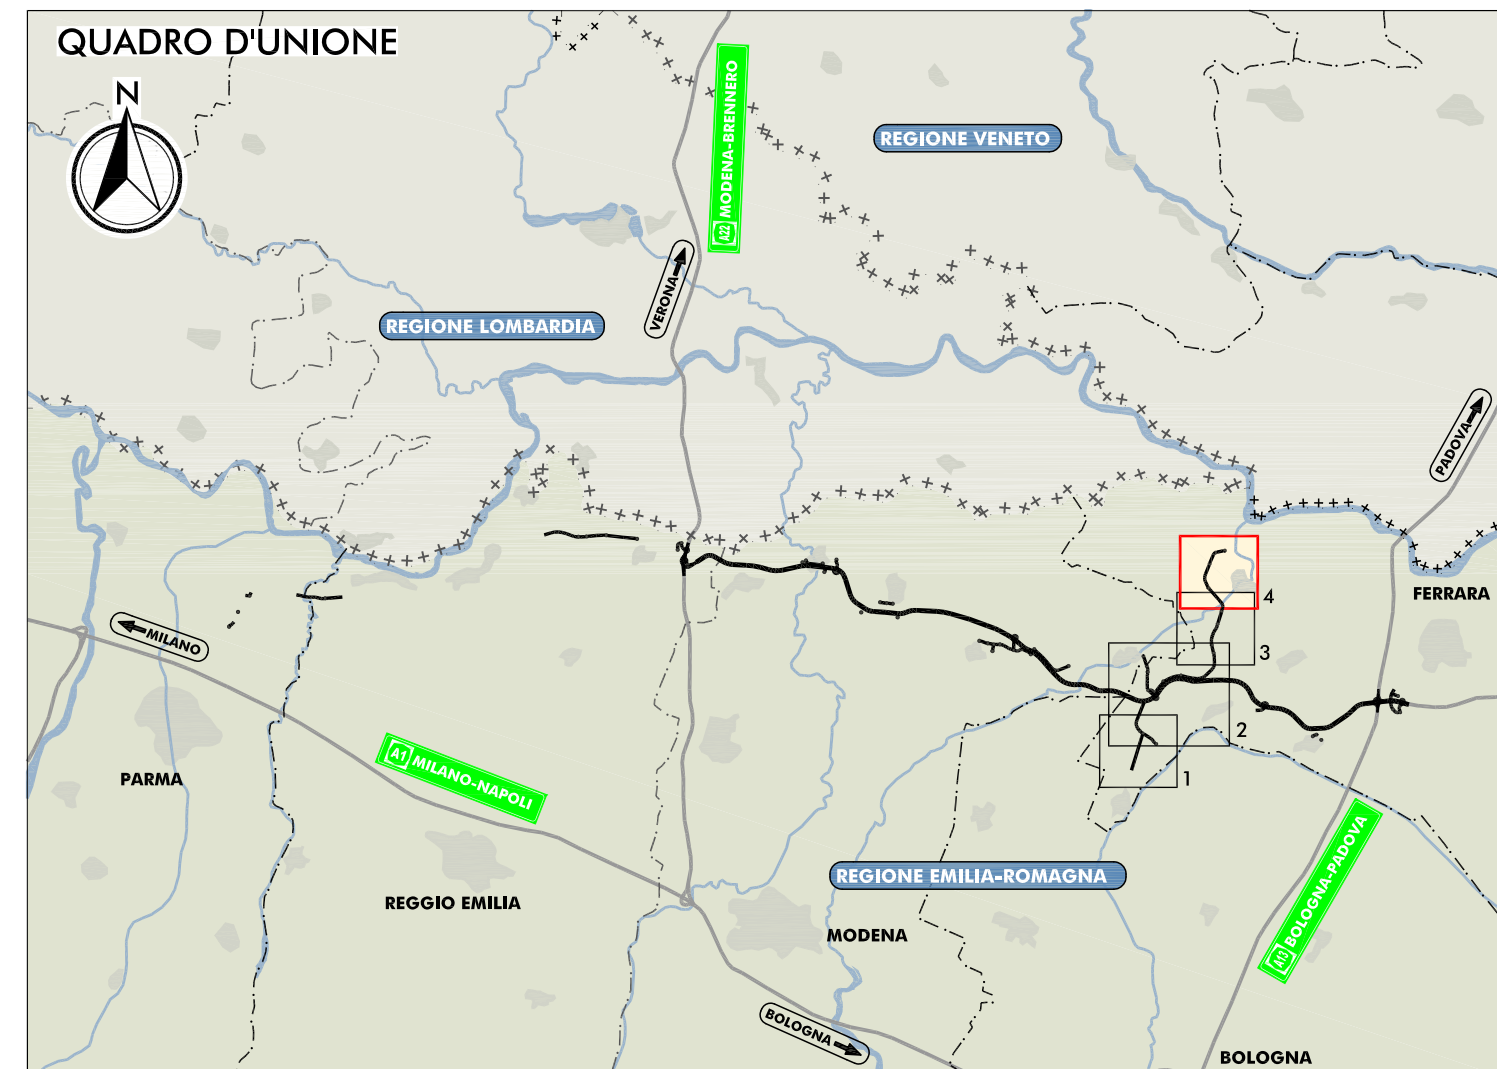 QUADRO D'UNIONE
N
A22 MODENA-BRENNERO
REGIONE VENETO
VERONA
REGIONE LOMBARDIA
PADOVA
FERRARA
4
MILANO
3
2
1
PARMA
A1 MILANO-NAPOLI
A13 BOLOGNA-PADOVA
REGIONE EMILIA-ROMAGNA
REGGIO EMILIA
MODENA
BOLOGNA
BOLOGNA